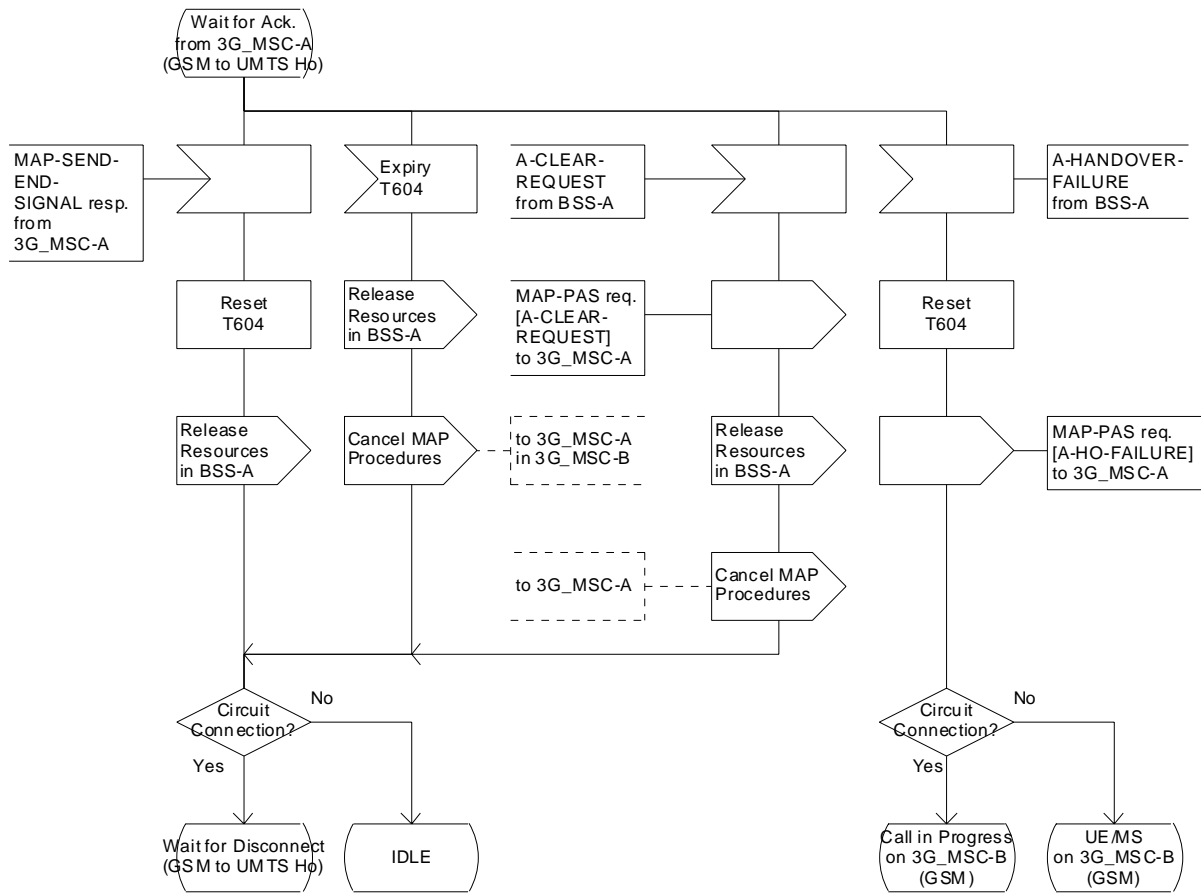 Wait for Ack.
from 3G_MSC-A
(GSM to UMTS Ho)
MAP-SEND-
END-
SIGNAL resp.
from
3G_MSC-A
Expiry
T604
A-CLEAR-
REQUEST
from BSS-A
A-HANDOVER-
FAILURE
from BSS-A
Reset
T604
Release
Resources
in BSS-A
MAP-PAS req.
[A-CLEAR-
REQUEST]
to 3G_MSC-A
Reset
T604
Release
Resources
in BSS-A
Cancel MAP
Procedures
to 3G_MSC-A
in 3G_MSC-B
Release
Resources
in BSS-A
MAP-PAS req.
[A-HO-FAILURE]
to 3G_MSC-A
to 3G_MSC-A
Cancel MAP
Procedures
Circuit
Connection?
No
Yes
Circuit
Connection?
No
Yes
Wait for Disconnect
(GSM to UMTS Ho)
IDLE
Call in Progress
on 3G_MSC-B
(GSM)
UE/MS
on 3G_MSC-B
(GSM)